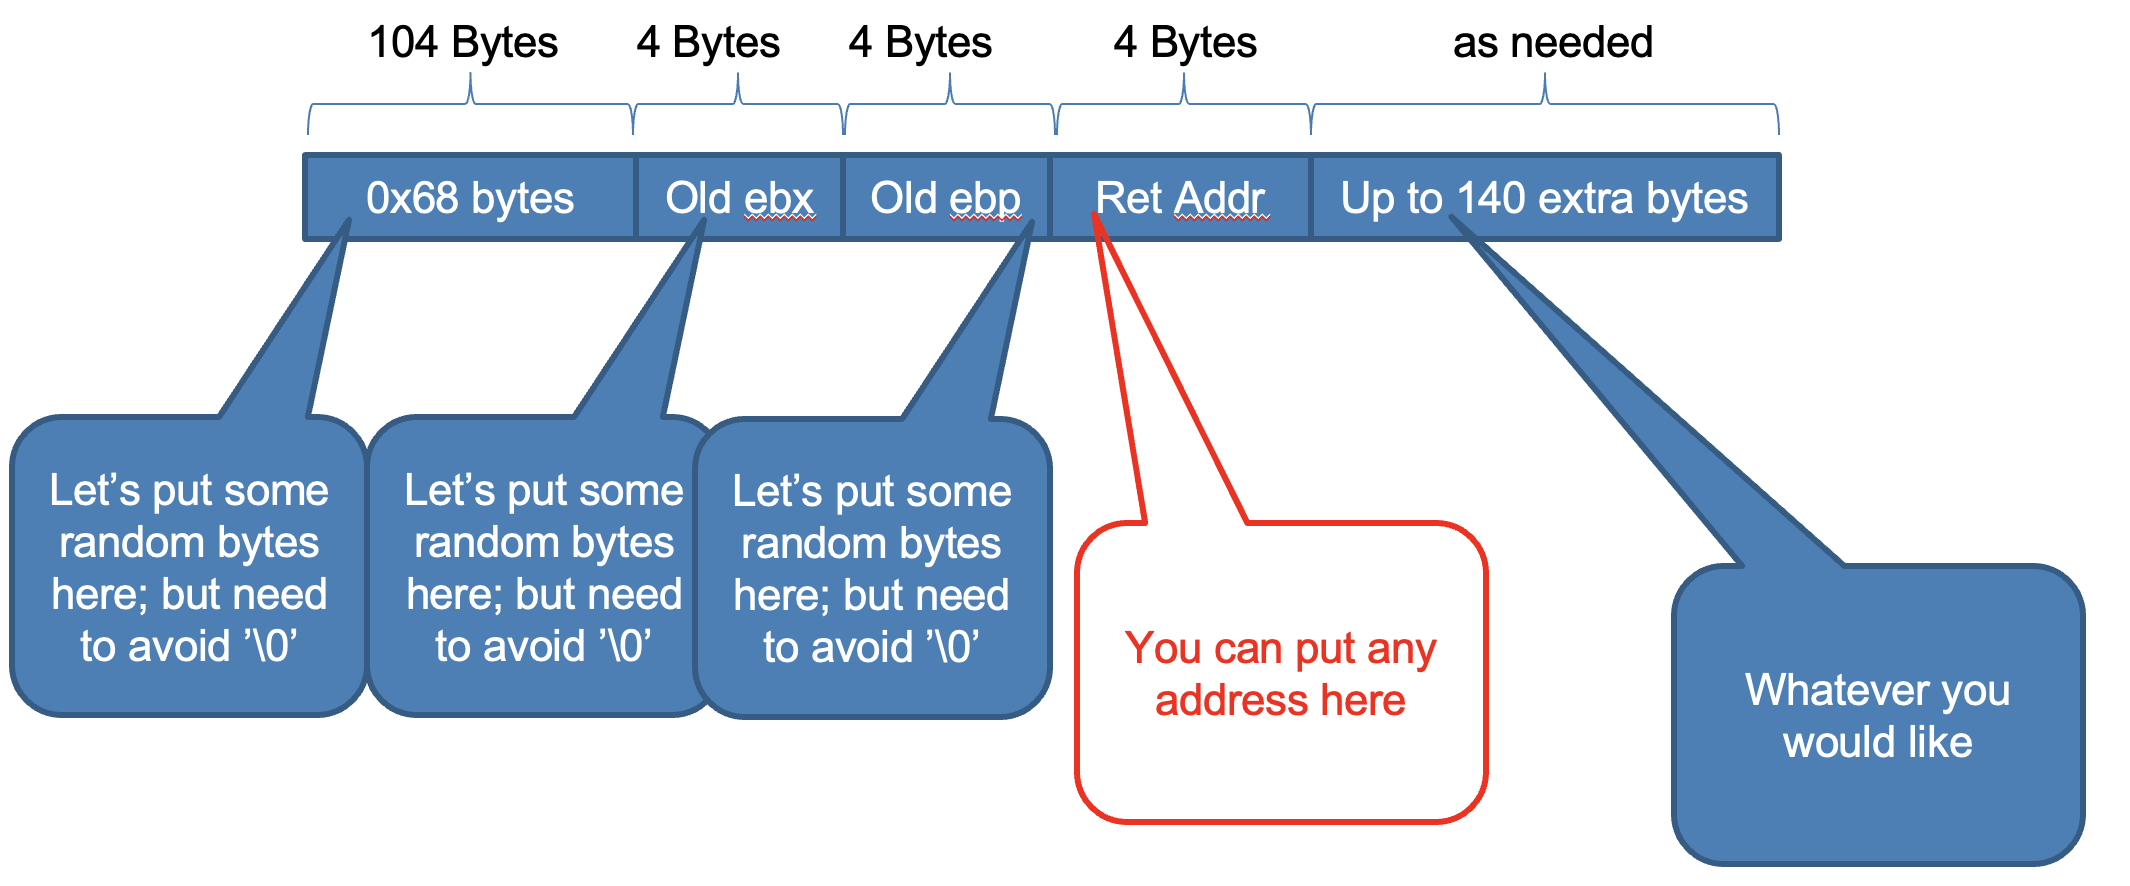 104 Bytes
4 Bytes
4 Bytes
4 Bytes
as needed
0x68 bytes
Old ebx
Old ebp
Ret Addr
Up to 140 extra bytes
Let’s put some
random bytes
here; but need
to avoid ’\0’
Let’s put some
random bytes
here; but need
to avoid ’\0’
Let’s put some
random bytes
here; but need
to avoid ’\0’
You can put any
address here
Whatever you
would like